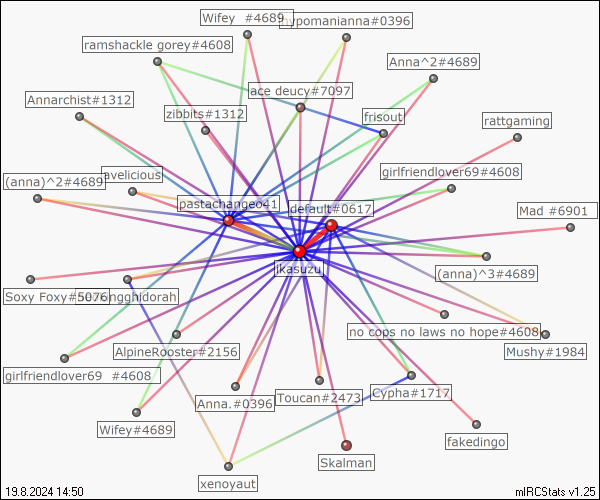 Wifey #4689
hypomanianna#0396
ramshackle gorey#4608
Anna^2#4689
ace deucy#7097
Annarchist#1312
zibbits#1312
frisout
rattgaming
avelicious
girlfriendlover69#4608
(anna)^2#4689
pastachangeo41
default#0617
Mad #6901
jkasuzu
(anna)^3#4689
Soxy Foxy#5076
no cops no laws no hope#4608
AlpineRooster#2156
Mushy#1984
girlfriendlover69 #4608
Anna.#0396
Toucan#2473
Cypha#1717
Wifey#4689
fakedingo
Skalman
xenoyaut
19.8.2024 14:50
mIRCStats v1.25